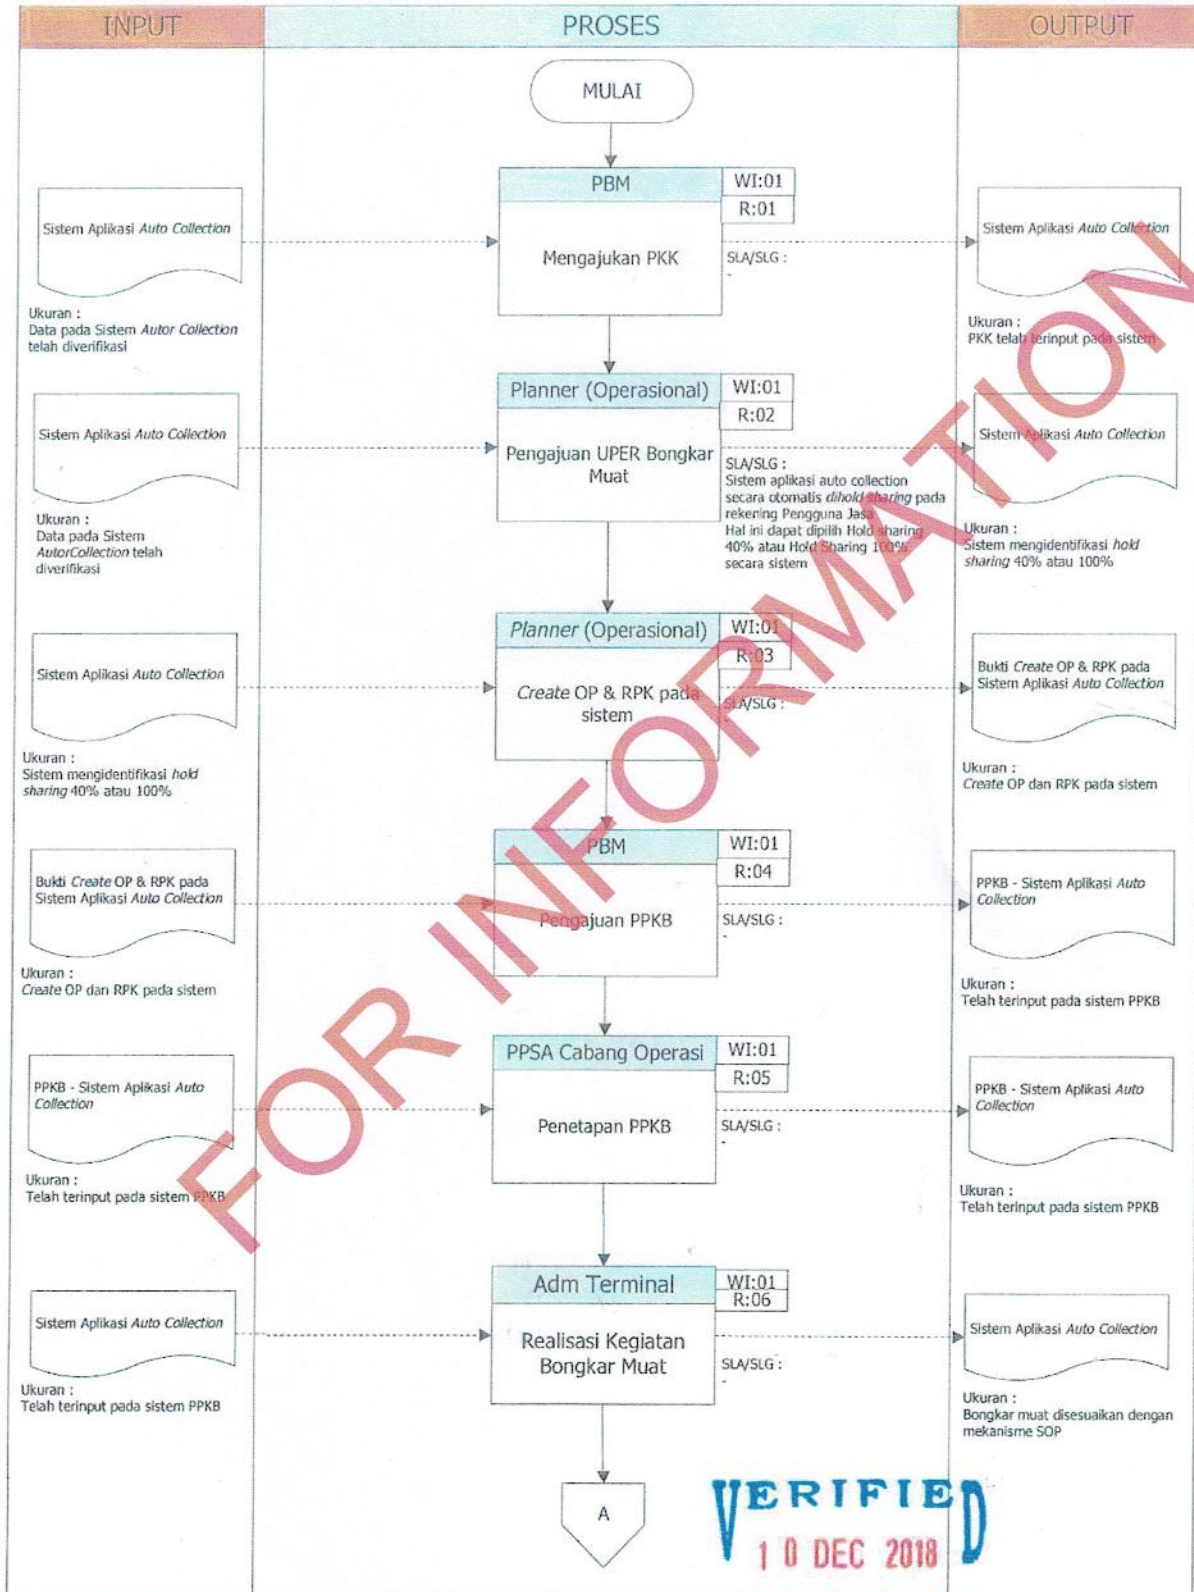 INPUT
PROSES
OUTPUT
MULAI
Sistem Aplikasi Auto Collection
Ukuran :
Data pada Sistem Autor Collection
telah diverifikasi
PBM
WI:01
R:01
Mengajukan PKK
SLA/SLG :
-
Sistem Aplikasi Auto Collection
Ukuran :
PKK telah terinput pada sistem
Sistem Aplikasi Auto Collection
Ukuran :
Data pada Sistem
AutorCollection telah
diverifikasi
Planner (Operasional)
WI:01
R:02
Pengajuan UPER Bongkar
Muat
SLA/SLG :
Sistem aplikasi auto collection
secara otomatis dihold sharing pada
rekening Pengguna Jasa
Hal ini dapat dipilih Hold sharing
40% atau Hold Sharing 100%
secara sistem
Sistem Aplikasi Auto Collection
Ukuran :
Sistem mengidentifikasi hold
sharing 40% atau 100%
Sistem Aplikasi Auto Collection
Ukuran :
Sistem mengidentifikasi hold
sharing 40% atau 100%
Planner (Operasional)
WI:01
R:03
Create OP & RPK pada
sistem
SLA/SLG :
Bukti Create OP & RPK pada
Sistem Aplikasi Auto Collection
Ukuran :
Create OP dan RPK pada sistem
Bukti Create OP & RPK pada
Sistem Aplikasi Auto Collection
Ukuran :
Create OP dan RPK pada sistem
PBM
WI:01
R:04
Pengajuan PPKB
SLA/SLG :
-
PPKB - Sistem Aplikasi Auto
Collection
Ukuran :
Telah terinput pada sistem PPKB
PPKB - Sistem Aplikasi Auto
Collection
Ukuran :
Telah terinput pada sistem PPKB
PPSA Cabang Operasi
WI:01
R:05
Penetapan PPKB
SLA/SLG :
-
PPKB - Sistem Aplikasi Auto
Collection
Ukuran :
Telah terinput pada sistem PPKB
Sistem Aplikasi Auto Collection
Ukuran :
Telah terinput pada sistem PPKB
Adm Terminal
WI:01
R:06
Realisasi Kegiatan
Bongkar Muat
SLA/SLG :
-
Sistem Aplikasi Auto Collection
Ukuran :
Bongkar muat disesuaikan dengan
mekanisme SOP
A
FOR INFORMATION
VERIFIED
10 DEC 2018